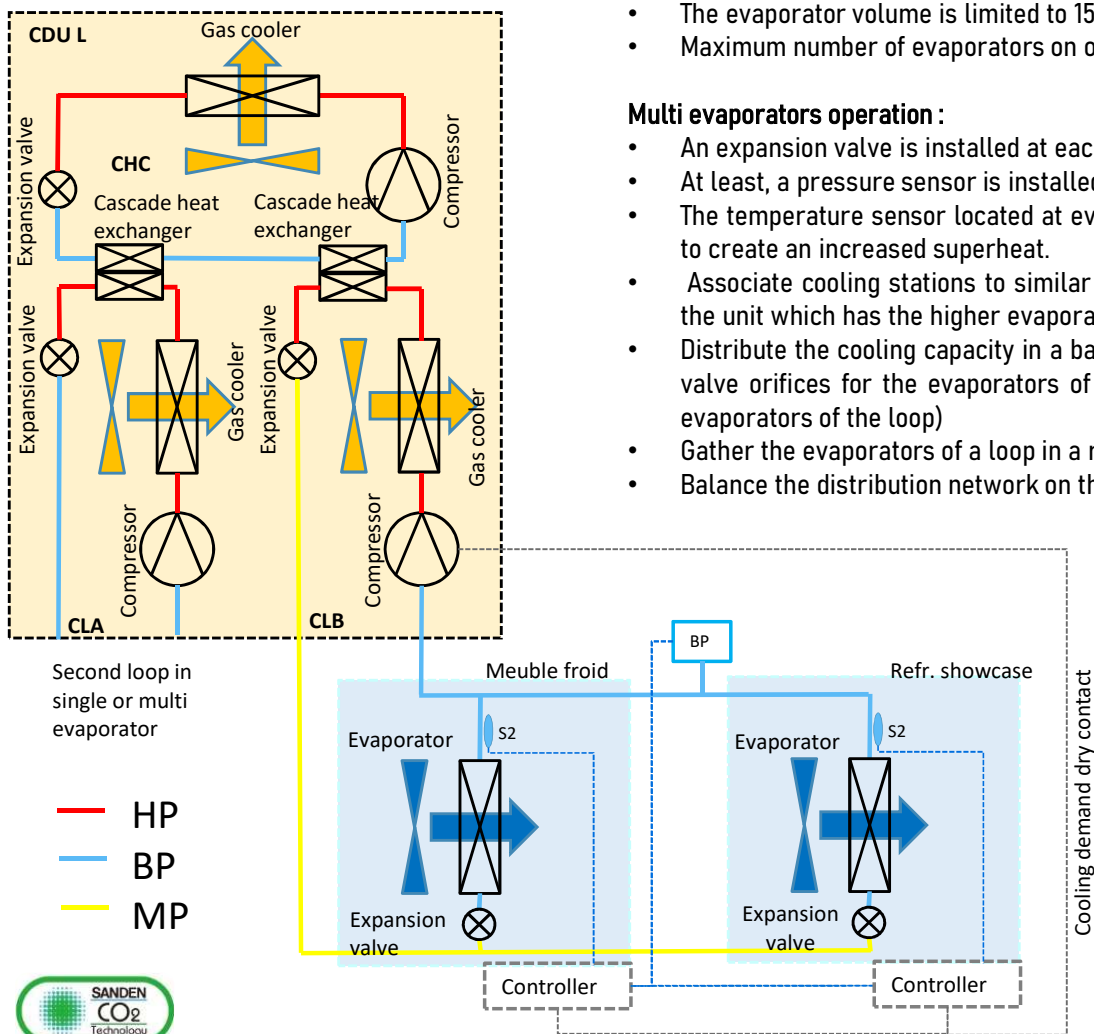 CDU L
Gas cooler
Expansion valve
CHC
Compressor
Cascade heat
exchanger
Cascade heat
exchanger
Expansion valve
Gas cooler
Expansion valve
Gas cooler
Compressor
Compressor
CLA
CLB
• The evaporator volume is limited to 15
• Maximum number of evaporators on o
Multi evaporators operation :
• An expansion valve is installed at eac
• At least, a pressure sensor is installe
• The temperature sensor located at ev
to create an increased superheat.
• Associate cooling stations to similar
the unit which has the higher evapora
• Distribute the cooling capacity in a ba
valve orifices for the evaporators of
evaporators of the loop)
• Gather the evaporators of a loop in a r
• Balance the distribution network on th
Second loop in
single or multi
evaporator
HP
BP
MP
BP
Meuble froid
Refr. showcase
Evaporator
S2
Evaporator
S2
Expansion
valve
Expansion
valve
Controller
Controller
Cooling demand dry contact
SANDEN
CO2
Technology